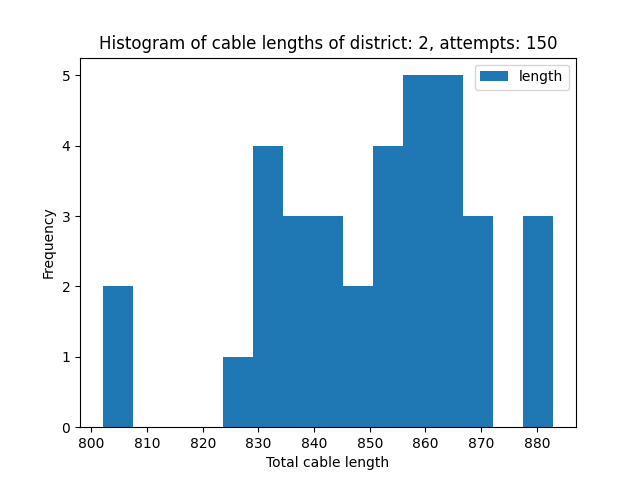 Histogram of cable lengths of district: 2, attempts: 150
length
5
4
3
2
1
0
Frequency
800 810 820 830 840 850 860 870 880
Total cable length